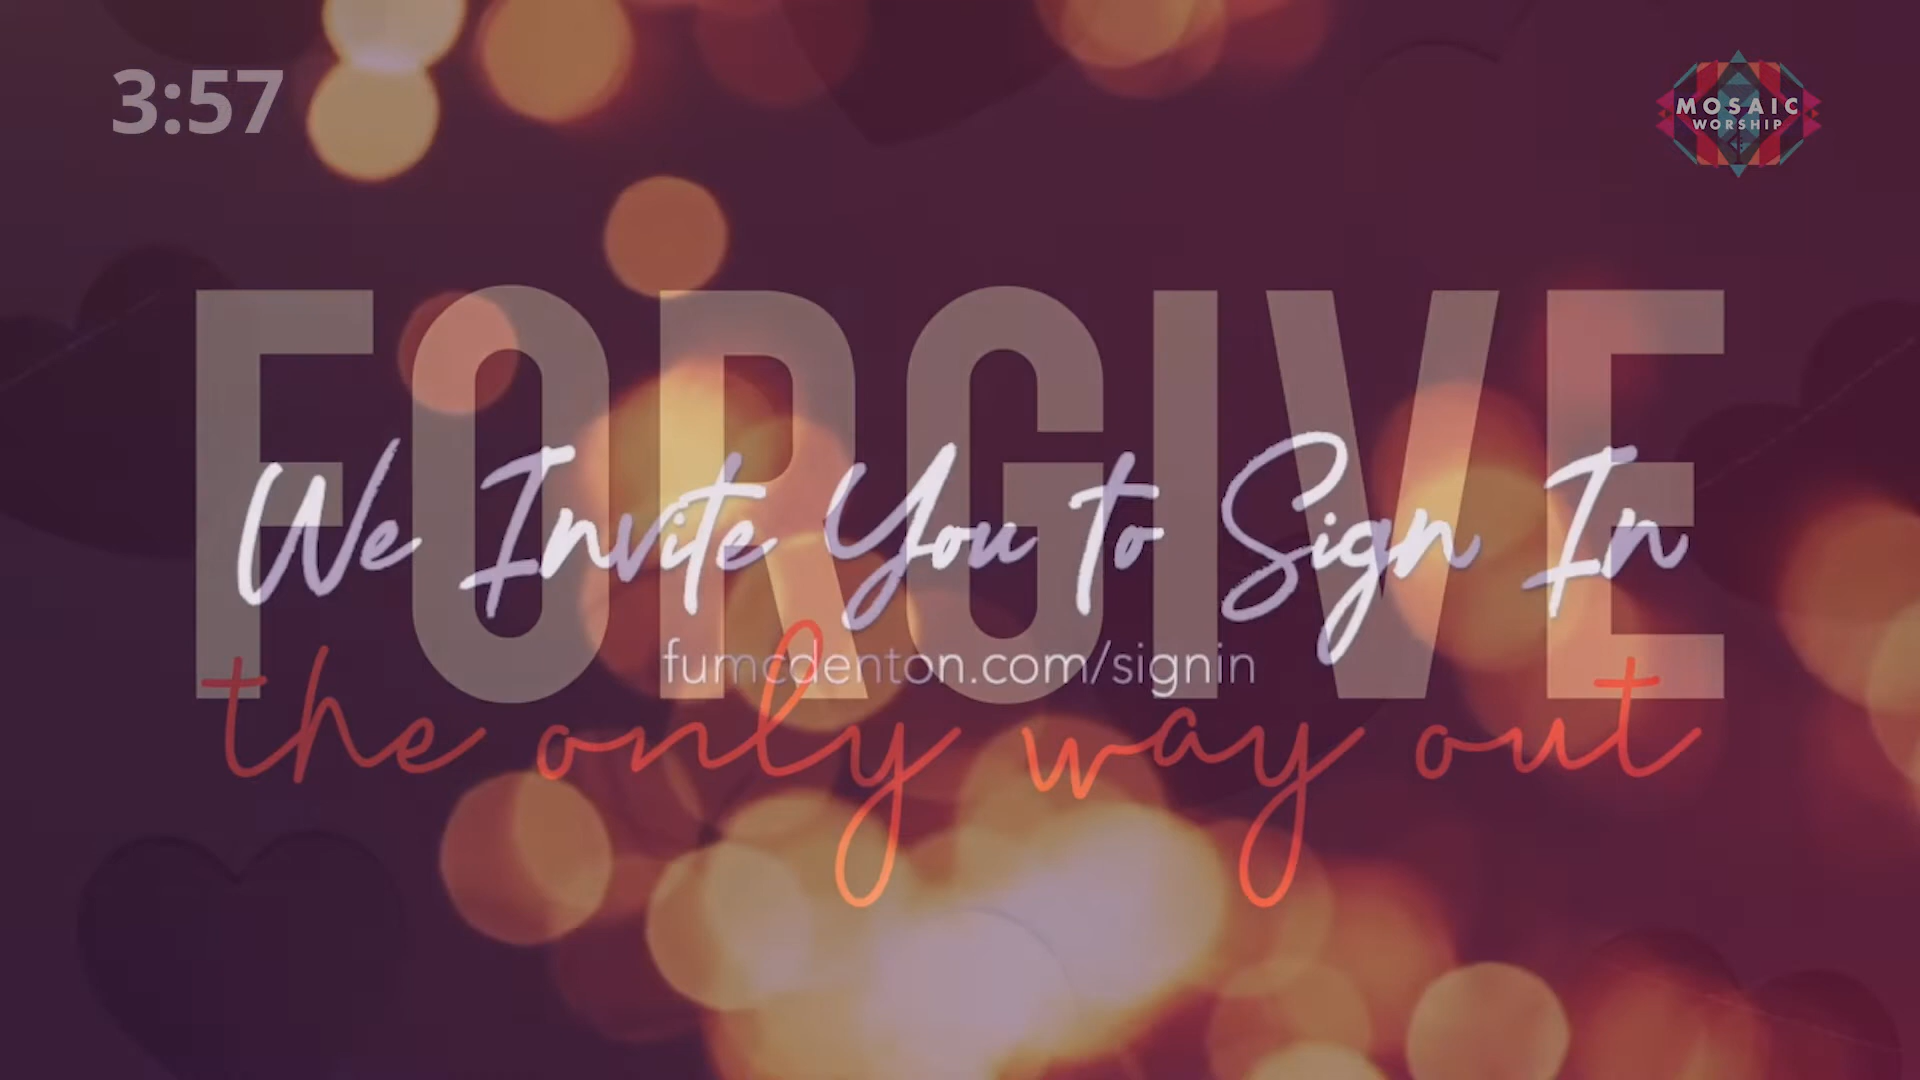 3:57
MOSAIC
WORSHIP
FORGIVE
We Invite You to Sign In
fumcdenton.com/signin
the only way out